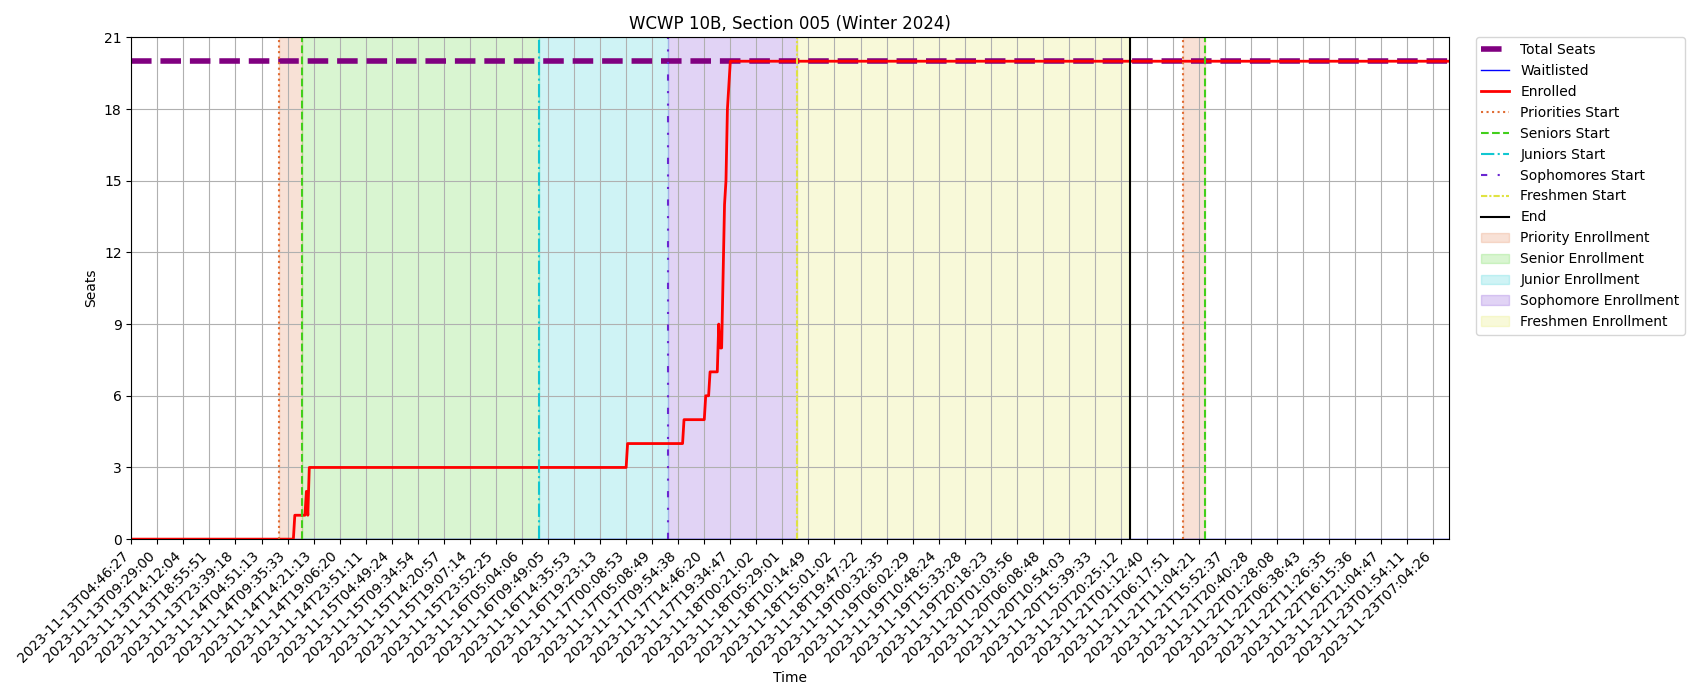 WCWP 10B, Section 005 (Winter 2024)
21
18
15
12
9
6
3
0
Seats
2023-11-13T04:46:27
2023-11-13T09:29:00
2023-11-13T14:12:04
2023-11-13T18:55:51
2023-11-13T23:39:18
2023-11-14T04:51:13
2023-11-14T09:35:33
2023-11-14T14:21:13
2023-11-14T19:06:20
2023-11-14T23:51:11
2023-11-15T04:49:24
2023-11-15T09:34:54
2023-11-15T14:20:57
2023-11-15T19:07:14
2023-11-15T23:52:25
2023-11-16T05:04:06
2023-11-16T09:49:05
2023-11-16T14:35:53
2023-11-16T19:23:13
2023-11-17T00:08:53
2023-11-17T05:08:49
2023-11-17T09:54:38
2023-11-17T14:46:20
2023-11-17T19:34:47
2023-11-18T00:21:02
2023-11-18T05:29:01
2023-11-18T10:14:49
2023-11-18T15:01:02
2023-11-18T19:47:22
2023-11-19T00:32:35
2023-11-19T06:02:29
2023-11-19T10:48:24
2023-11-19T15:33:28
2023-11-19T20:18:23
2023-11-20T01:03:56
2023-11-20T06:08:48
2023-11-20T10:54:03
2023-11-20T15:39:33
2023-11-20T20:25:12
2023-11-21T01:12:40
2023-11-21T06:17:51
2023-11-21T11:04:21
2023-11-21T15:52:37
2023-11-21T20:40:28
2023-11-22T01:28:08
2023-11-22T06:38:43
2023-11-22T11:26:35
2023-11-22T16:15:36
2023-11-22T21:04:47
2023-11-23T01:54:11
2023-11-23T07:04:26
Time
Total Seats
Waitlisted
Enrolled
Priorities Start
Seniors Start
Juniors Start
Sophomores Start
Freshmen Start
End
Priority Enrollment
Senior Enrollment
Junior Enrollment
Sophomore Enrollment
Freshmen Enrollment